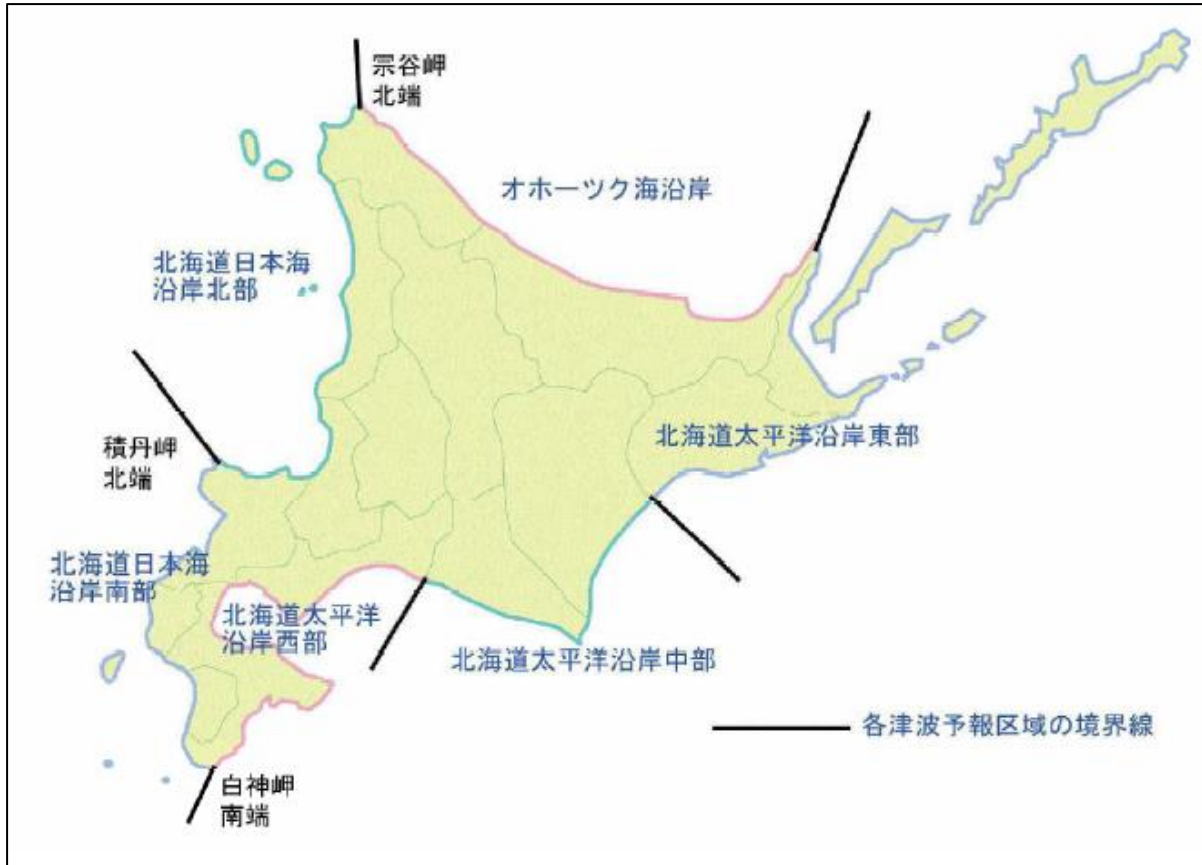 宗谷岬
北端
オホーツク海沿岸
北海道日本海
沿岸北部
積丹岬
北端
北海道太平洋沿岸東部
北海道日本海
沿岸南部
北海道太平洋
沿岸西部
北海道太平洋沿岸中部
各津波予報区域の境界線
白神岬
南端